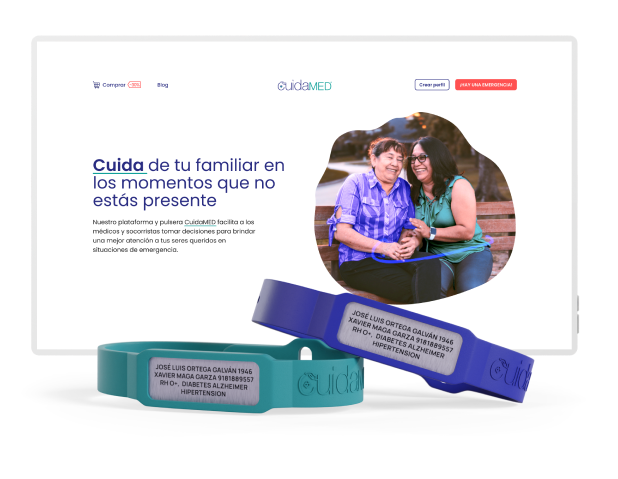 Comprar -30%
Blog
CuidaMED
Crear perfil
¡HAY UNA EMERGENCIA!
Cuida de tu familiar en
los momentos que no
estás presente
Nuestro plataforma y pulsera CuidaMED facilita a los
médicos y socorristas tomar decisiones para brindar
una mejor atención a tus seres queridos en
situaciones de emergencia.
JOSÉ LUIS ORTEGA GALVÁN 1946
XAVIER MAGA GARZA 9181889557
RH O+. DIABETES ALZHEIMER
HIPERTENSION
cuidaMED
JOSÉ LUIS ORTEGA GALVÁN 1946
XAVIER MAGA GARZA 9181889557
RH O+. DIABETES ALZHEIMER
HIPERTENSION
cuida